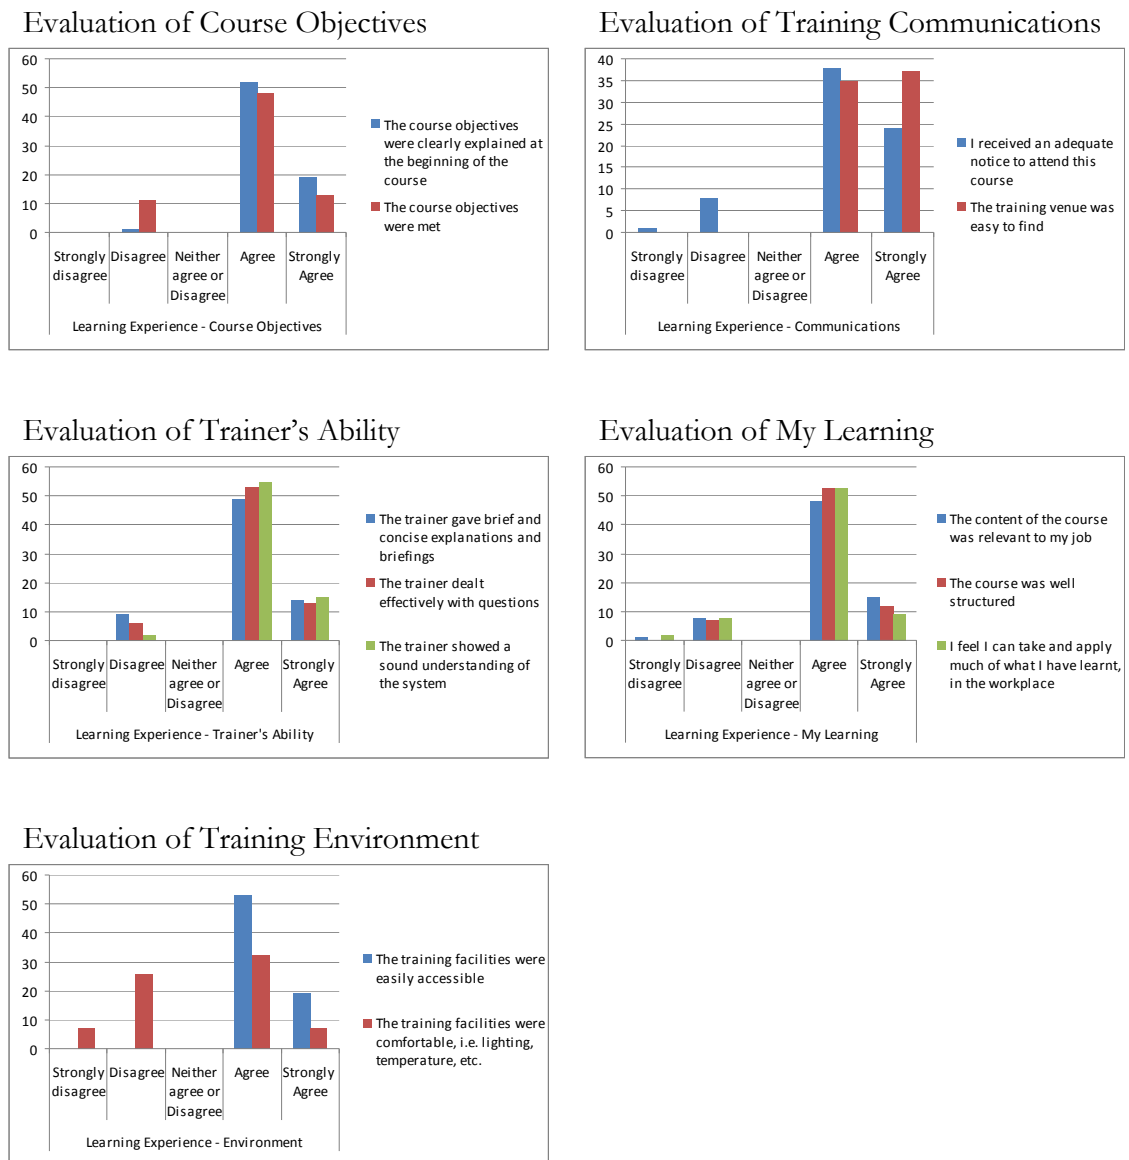 Evaluation of Course Objectives
60
50
40
30
20
10
0
Strongly disagree
Disagree
Neither agree or Disagree
Agree
Strongly Agree
Learning Experience - Course Objectives
The course objectives
were clearly explained at
the beginning of the
course
The course objectives
were met
Evaluation of Training Communications
40
35
30
25
20
15
10
5
0
Strongly disagree
Disagree
Neither agree or Disagree
Agree
Strongly Agree
Learning Experience - Communications
I received an adequate
notice to attend this
course
The training venue was
easy to find
Evaluation of Trainer's Ability
60
50
40
30
20
10
0
Strongly disagree
Disagree
Neither agree or Disagree
Agree
Strongly Agree
Learning Experience - Trainer's Ability
The trainer gave brief and
concise explanations and
briefings
The trainer dealt
effectively with questions
The trainer showed a
sound understanding of
the system
Evaluation of My Learning
60
50
40
30
20
10
0
Strongly disagree
Disagree
Neither agree or Disagree
Agree
Strongly Agree
Learning Experience - My Learning
The content of the course
was relevant to my job
The course was well
structured
I feel I can take and apply
much of what I have learnt,
in the workplace
Evaluation of Training Environment
60
50
40
30
20
10
0
Strongly disagree
Disagree
Neither agree or Disagree
Agree
Strongly Agree
Learning Experience - Environment
The training facilities were
easily accessible
The training facilities were
comfortable, i.e. lighting,
temperature, etc.